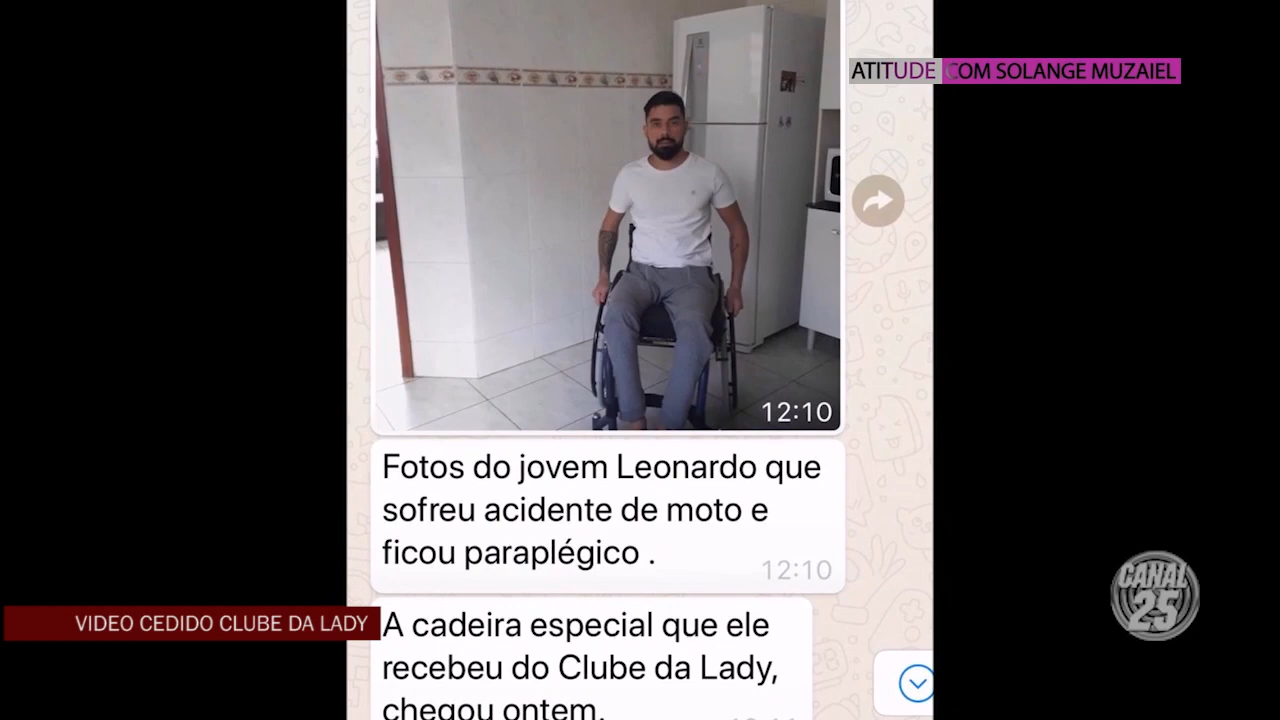 ATITUDE COM SOLANGE MUZAIEL
12:10
Fotos do jovem Leonardo que
sofreu acidente de moto e
ficou paraplégico .
12:10
VIDEO CEDIDO CLUBE DA LADY
A cadeira especial que ele
recebeu do Clube da Lady,
chegou ontem.
CANAL
25